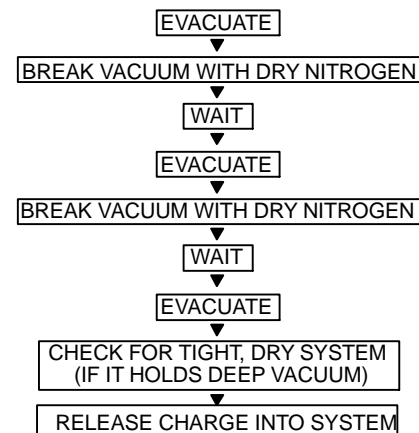 EVACUATE
BREAK VACUUM WITH DRY NITROGEN
WAIT
EVACUATE
BREAK VACUUM WITH DRY NITROGEN
WAIT
EVACUATE
CHECK FOR TIGHT, DRY SYSTEM
(IF IT HOLDS DEEP VACUUM)
RELEASE CHARGE INTO SYSTEM